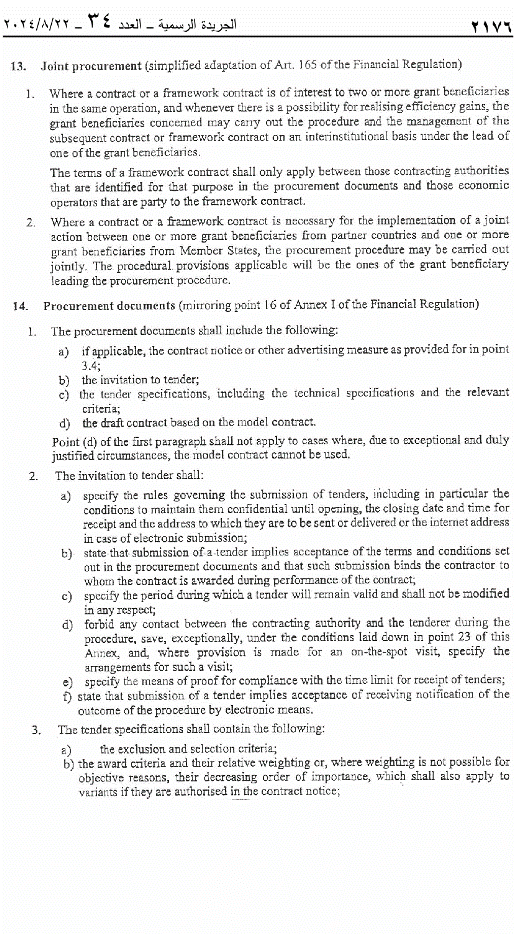 ٢١٧٦ الجريدة الرسمية – العدد ٣٤ – ٢٠٢٤/٨/٢٢
13. Joint procurement (simplified adaptation of Art. 165 of the Financial Regulation)
1. Where a contract or a framework contract is of interest to two or more grant beneficiaries
in the same operation, and whenever there is a possibility for realising efficiency gains, the
grant beneficiaries concerned may carry out the procedure and the management of the
subsequent contract or framework contract on an interinstitutional basis under the lead of
one of the grant beneficiaries.
The terms of a framework contract shall only apply between those contracting authorities
that are identified for that purpose in the procurement documents and those economic
operators that are party to the framework contract.
2. Where a contract or a framework contract is necessary for the implementation of a joint
action between one or more grant beneficiaries from partner countries and one or more
grant beneficiaries from Member States, the procurement procedure may be carried out
jointly. The procedural provisions applicable will be the ones of the grant beneficiary
leading the procurement procedure.
14. Procurement documents (mirroring point 16 of Annex I of the Financial Regulation)
1. The procurement documents shall include the following:
a) if applicable, the contract notice or other advertising measure as provided for in point
3.4;
b) the invitation to tender;
c) the tender specifications, including the technical specifications and the relevant
criteria;
d) the draft contract based on the model contract.
Point (d) of the first paragraph shall not apply to cases where, due to exceptional and duly
justified circumstances, the model contract cannot be used.
2. The invitation to tender shall:
a) specify the rules governing the submission of tenders, including in particular the
conditions to maintain them confidential until opening, the closing date and time for
receipt and the address to which they are to be sent or delivered or the internet address
in case of electronic submission;
b) state that submission of a tender implies acceptance of the terms and conditions set
out in the procurement documents and that such submission binds the contractor to
whom the contract is awarded during performance of the contract;
c) specify the period during which a tender will remain valid and shall not be modified
in any respect;
d) forbid any contact between the contracting authority and the tenderer during the
procedure, save, exceptionally, under the conditions laid down in point 23 of this
Annex, and, where provision is made for an on-the-spot visit, specify the
arrangements for such a visit;
e) specify the means of proof for compliance with the time limit for receipt of tenders;
f) state that submission of a tender implies acceptance of receiving notification of the
outcome of the procedure by electronic means.
3. The tender specifications shall contain the following:
a) the exclusion and selection criteria;
b) the award criteria and their relative weighting or, where weighting is not possible for
objective reasons, their decreasing order of importance, which shall also apply to
variants if they are authorised in the contract notice;